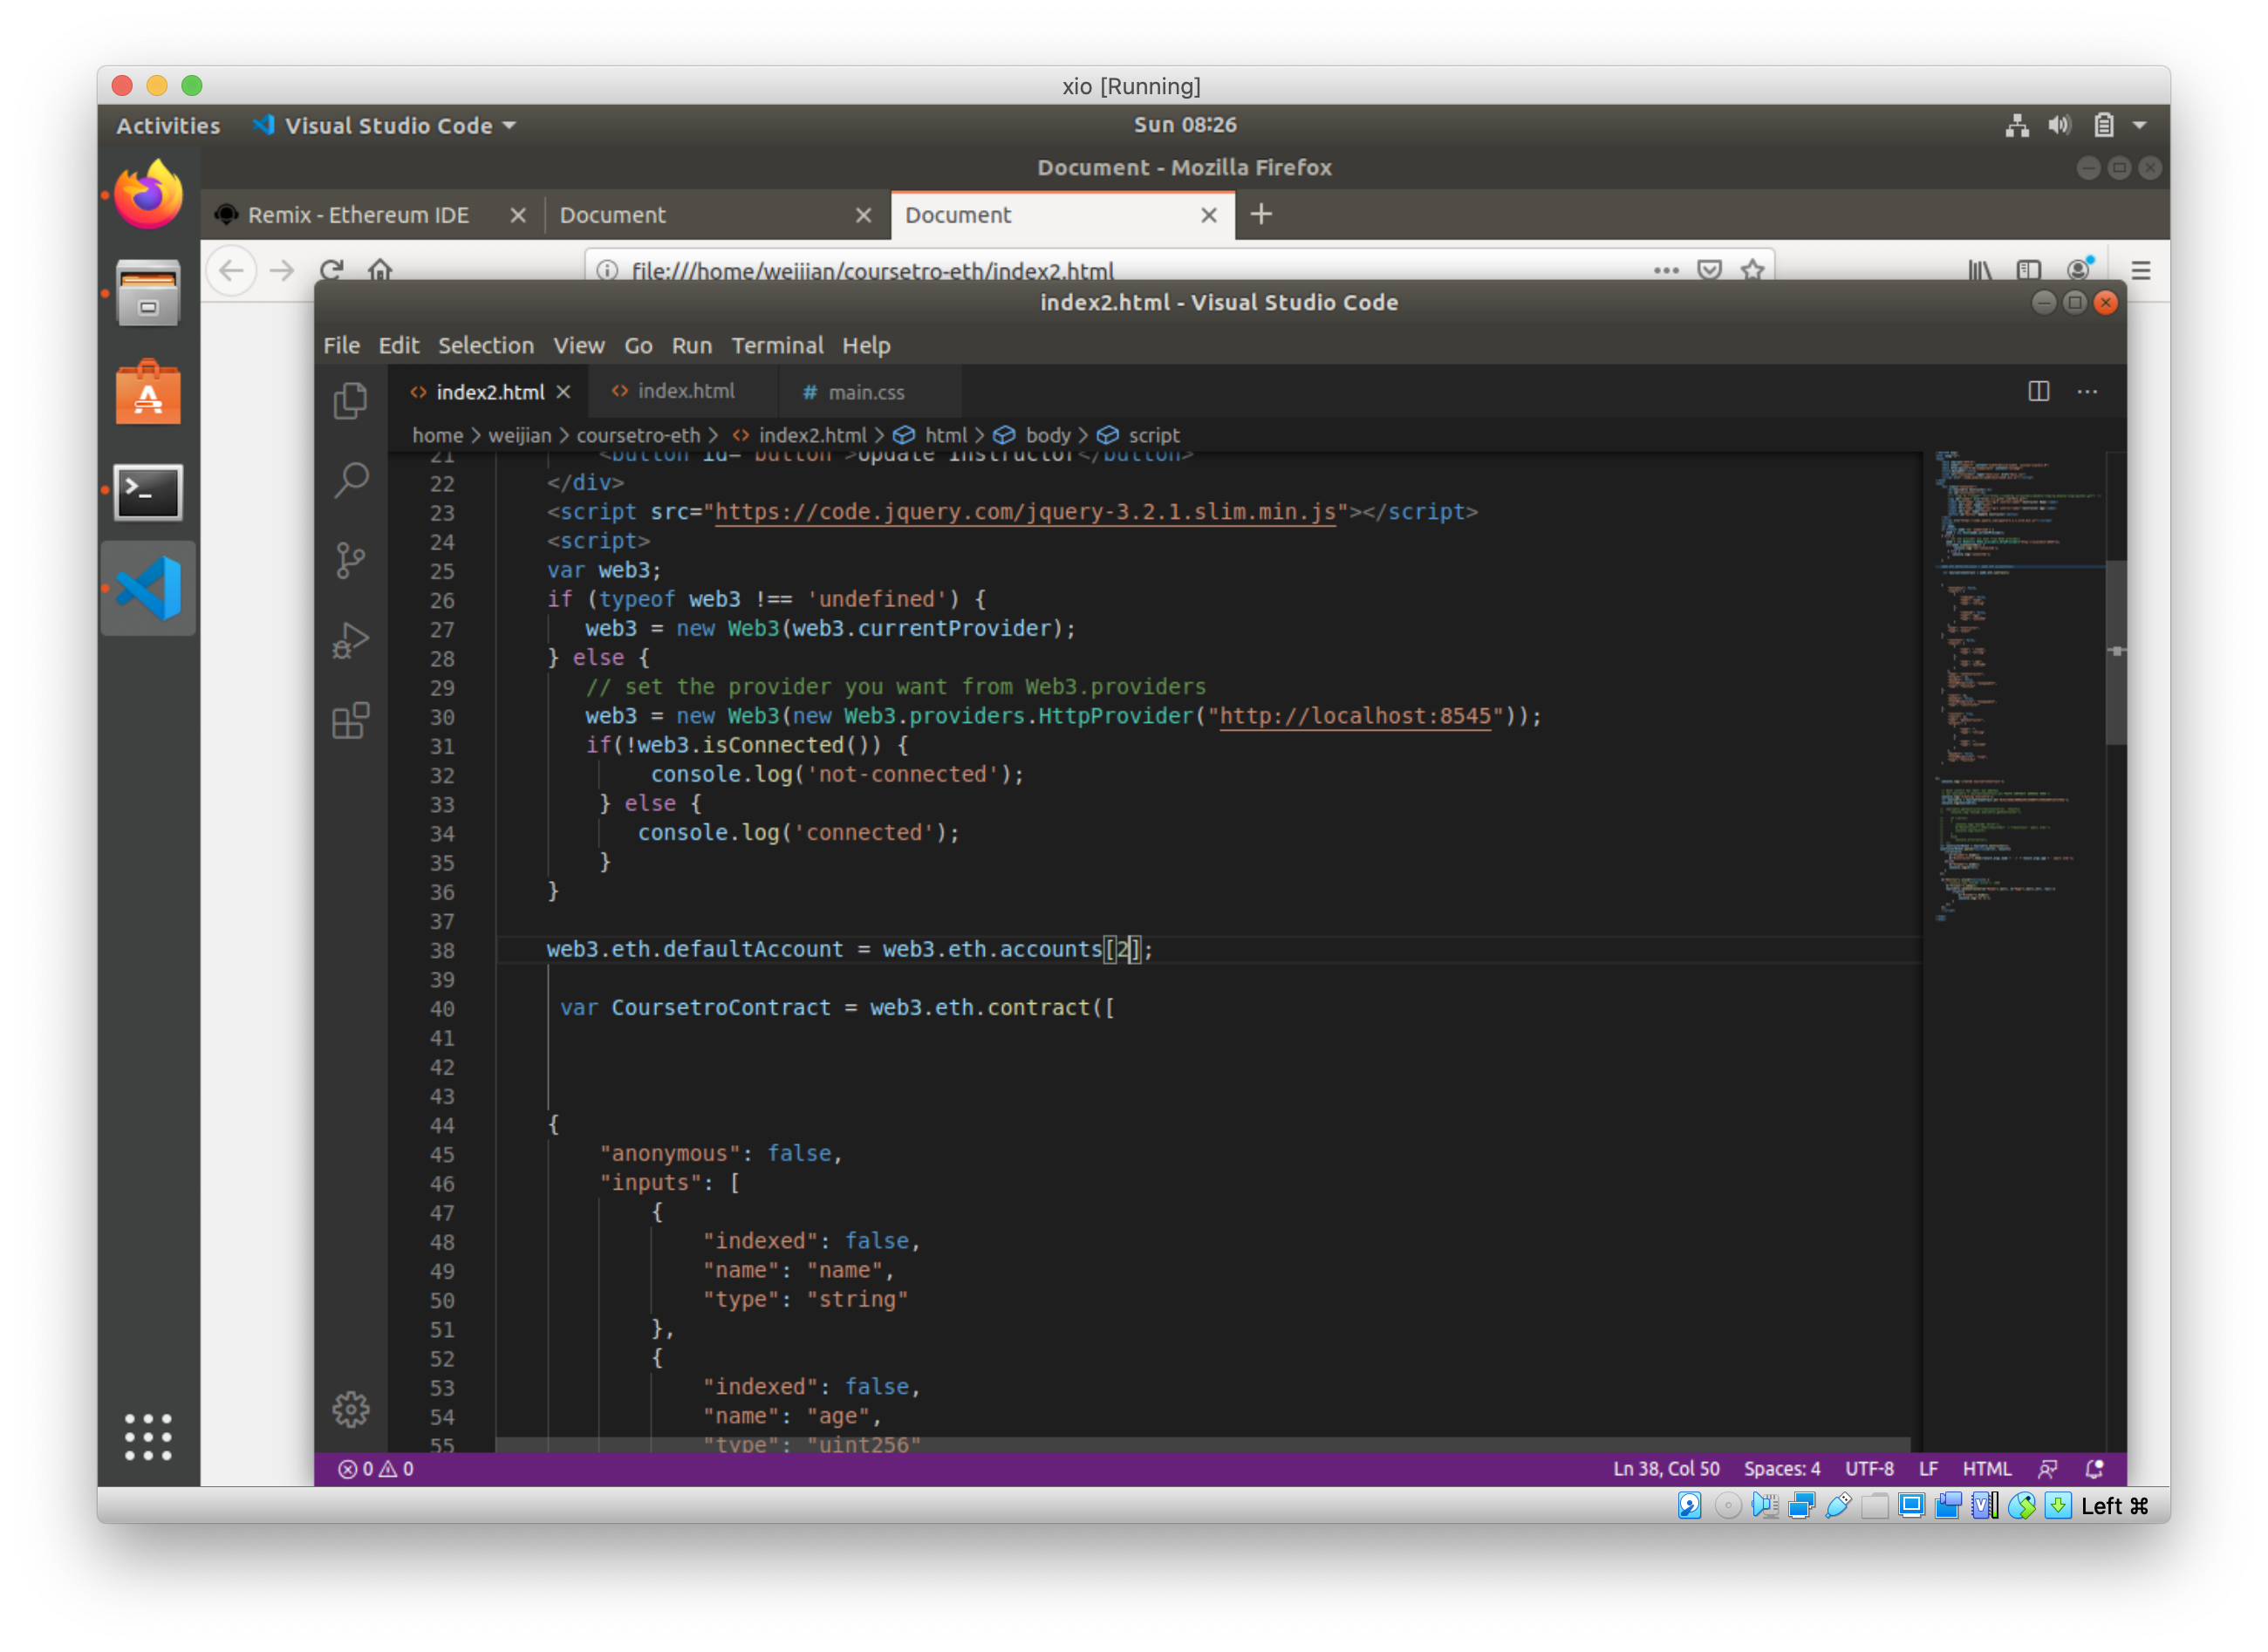 xio [Running]
Activities
Visual Studio Code
Sun 08:26
Document - Mozilla Firefox
Remix - Ethereum IDE
Document
Document
file:///home/weijian/coursetro-eth/index2.html
index2.html - Visual Studio Code
File Edit Selection View Go Run Terminal Help
<> index2.html
<> index.html
# main.css
home > weijian > coursetro-eth > <> index2.html > html > body > script
21 <button id="button">Update Instructor</button>
22 </div>
23 <script src="https://code.jquery.com/jquery-3.2.1.slim.min.js"></script>
24 <script>
25 var web3;
26 if (typeof web3 !== 'undefined') {
27 web3 = new Web3(web3.currentProvider);
28 } else {
29 // set the provider you want from Web3.providers
30 web3 = new Web3(new Web3.providers.HttpProvider("http://localhost:8545"));
31 if(!web3.isConnected()) {
32 console.log('not-connected');
33 } else {
34 console.log('connected');
35 }
36 }
37
38 web3.eth.defaultAccount = web3.eth.accounts[2];
39
40 var CoursetroContract = web3.eth.contract([
41
42
43
44 {
45 "anonymous": false,
46 "inputs": [
47 {
48 "indexed": false,
49 "name": "name",
50 "type": "string"
51 },
52 {
53 "indexed": false,
54 "name": "age",
55 "type": "uint256"
0 0
Ln 38, Col 50 Spaces: 4 UTF-8 LF HTML
Left ⌘